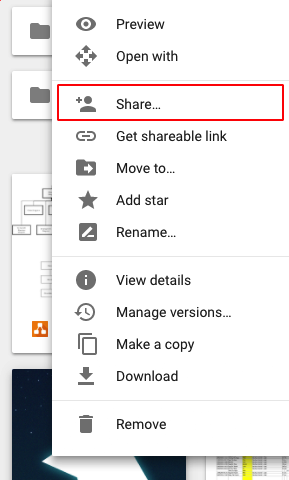 Preview
Open with
Share...
Get shareable link
Move to...
Add star
Rename...
View details
Manage versions...
Make a copy
Download
Remove